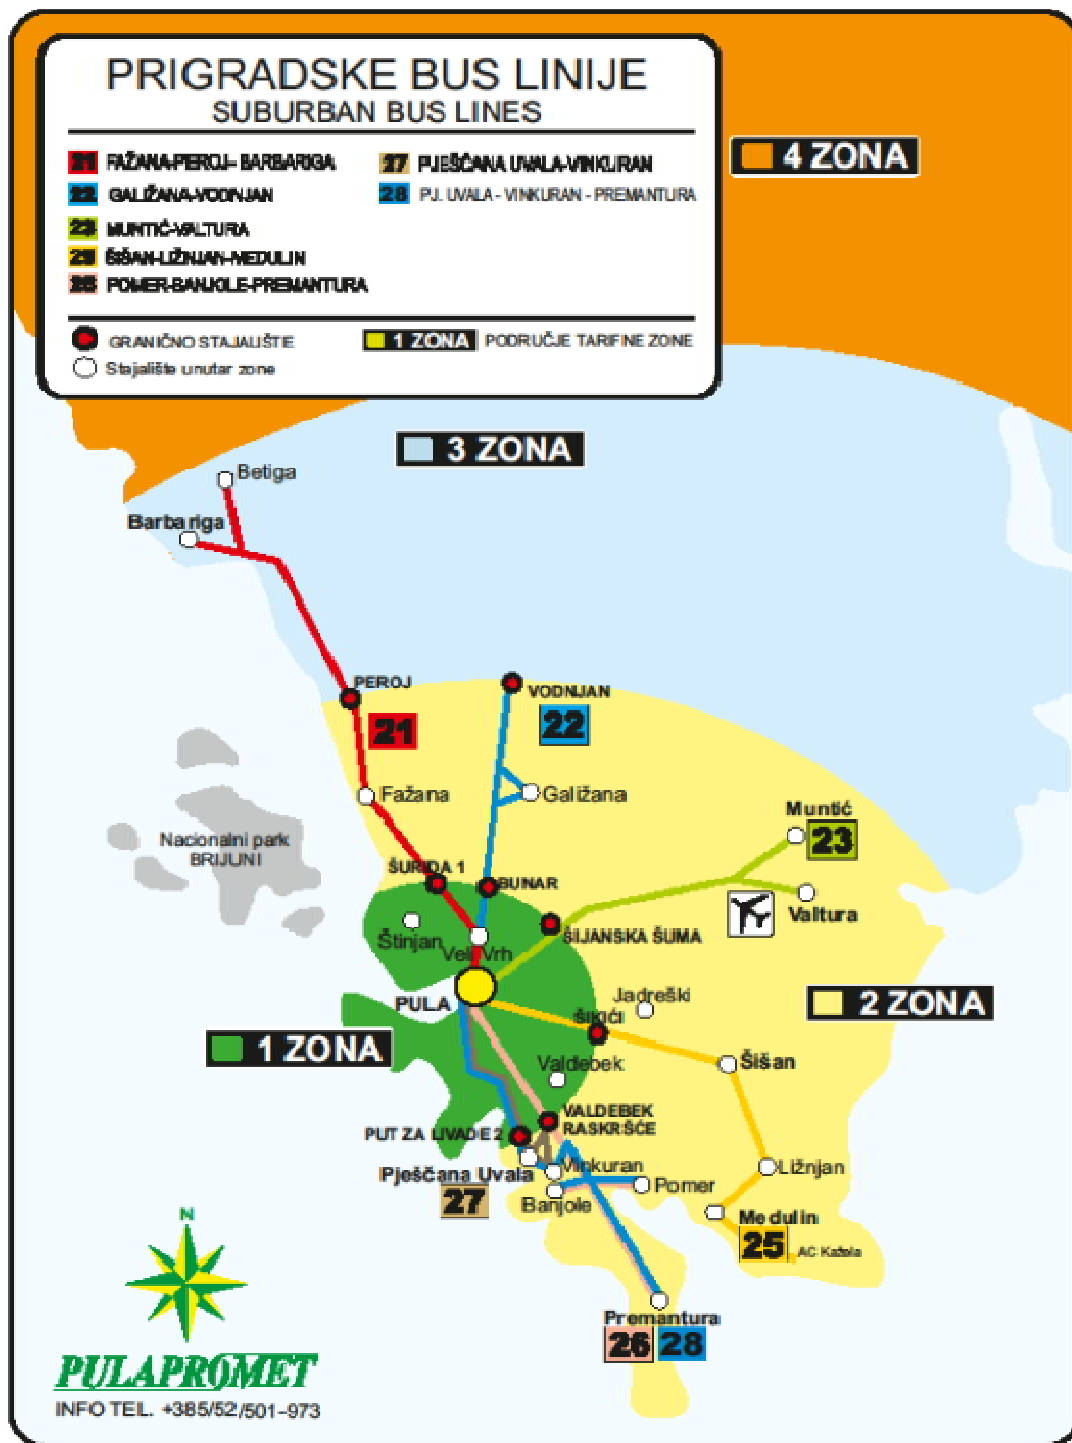 PRIGRADSKE BUS LINIJE
SUBURBAN BUS LINES
21 FAŽANA-PEROJ- BARBARIGA
22 GALIŽANA-VODNJAN
23 MUNTIĆ-VALTURA
25 ŠIŠAN-LIŽNJAN-MEDULIN
26 POMER-BANJOLE-PREMANTURA
27 PJEŠČANA UVALA-VINKURAN
28 PJ. UVALA - VINKURAN - PREMANTURA
GRANIČNO STAJALIŠTIE
Stajalište unutar zone
1 ZONA PODRUČJE TARIFINE ZONE
4 ZONA
3 ZONA
Betiga
Barbariga
PEROJ
21
VODNJAN
22
Fažana
Galižana
Muntić
23
Nacionalni park
BRIJUNI
ŠURIDA 1
BUNAR
Valtura
Štinjan
Veli Vrh
ŠIJANSKA ŠUMA
PULA
Jadreški
2 ZONA
ŠIKIĆI
1 ZONA
Valdebek
Šišan
VALDEBEK
RASKRŠĆE
PUT ZA LIVADE 2
Pješčana Uvala
27
Vinkuran
Ližnjan
Pomer
Banjole
Medulin
25
AC Kažela
Premantura
26 28
N
PULAPROMET
INFO TEL. +385/52/501-973